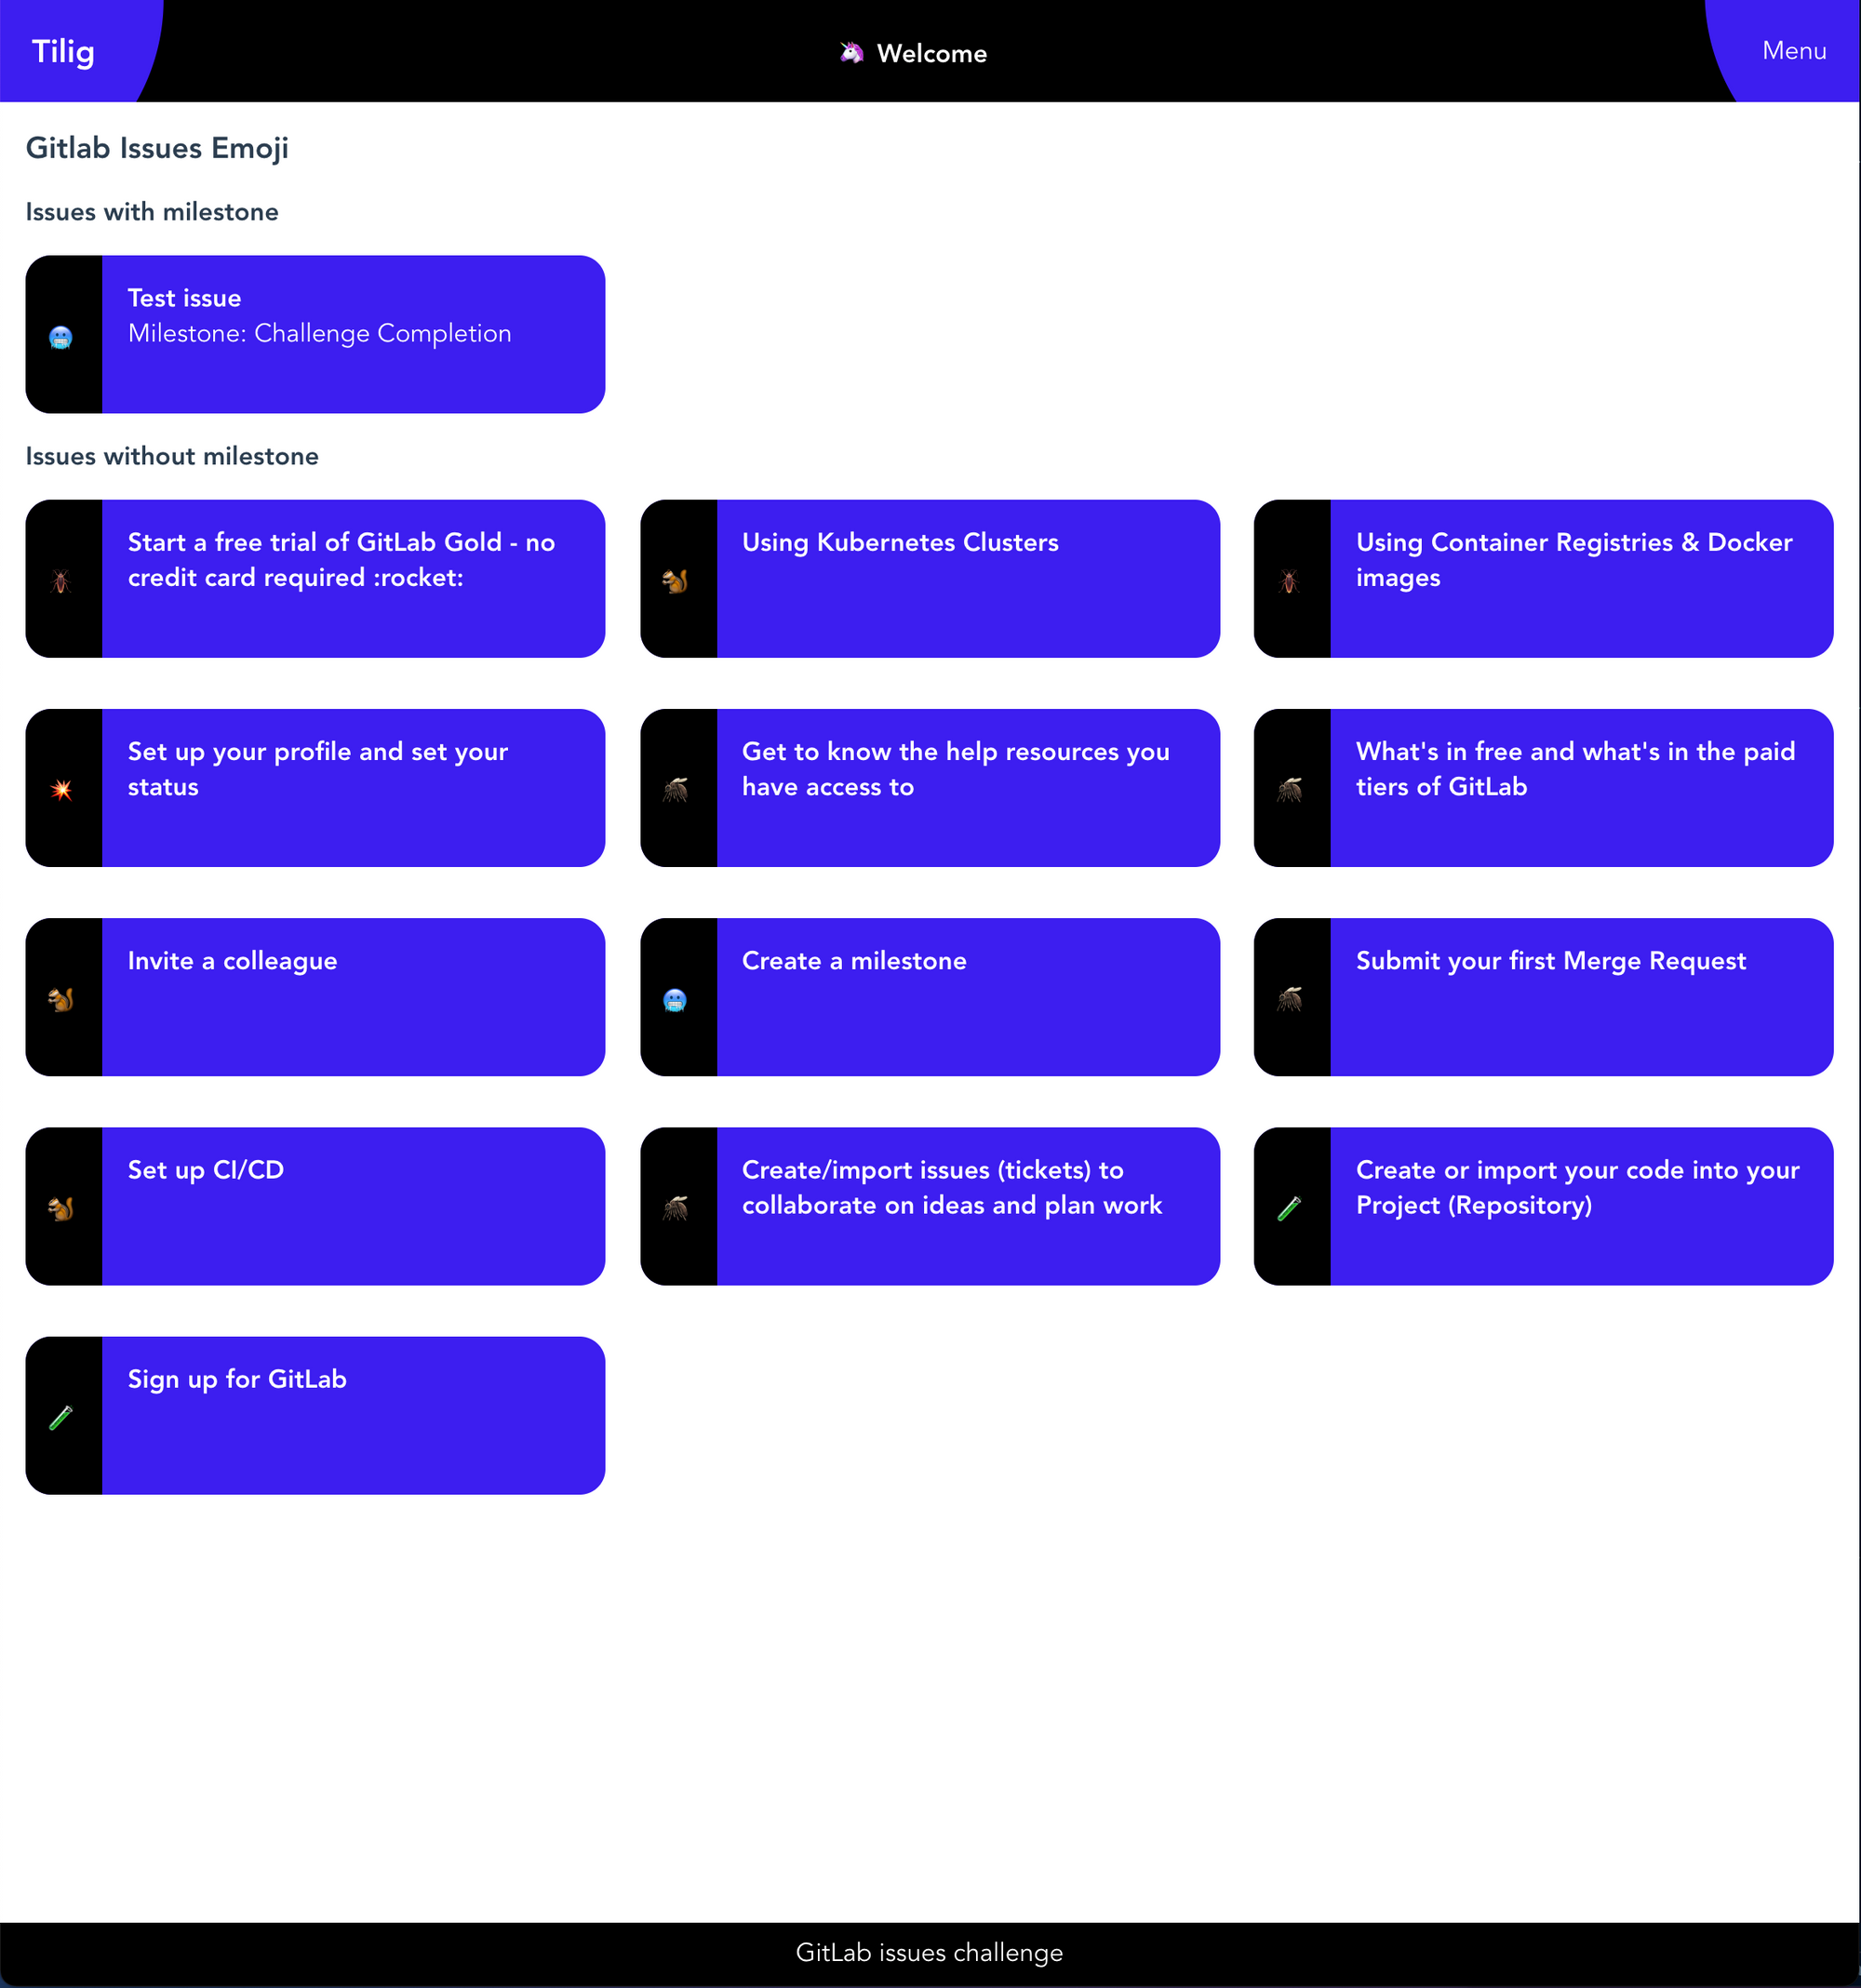 Tilig
🦄 Welcome
Menu
Gitlab Issues Emoji
Issues with milestone
Test issue
Milestone: Challenge Completion
Issues without milestone
Start a free trial of GitLab Gold - no
credit card required :rocket:
Using Kubernetes Clusters
Using Container Registries & Docker
images
Set up your profile and set your
status
Get to know the help resources you
have access to
What's in free and what's in the paid
tiers of GitLab
Invite a colleague
Create a milestone
Submit your first Merge Request
Set up CI/CD
Create/import issues (tickets) to
collaborate on ideas and plan work
Create or import your code into your
Project (Repository)
Sign up for GitLab
GitLab issues challenge